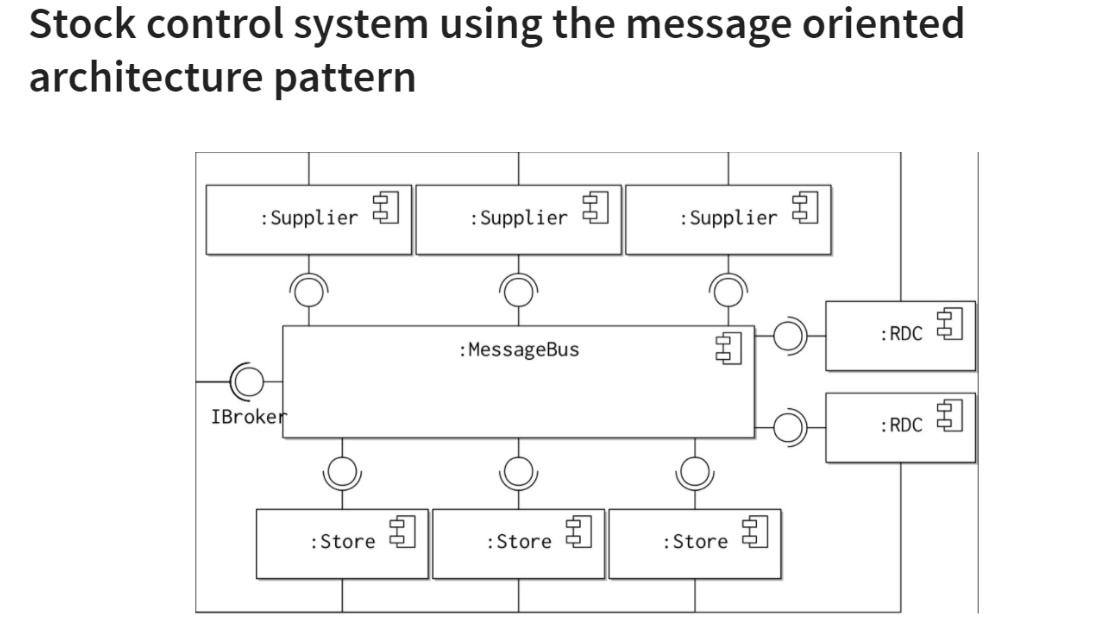 Stock control system using the message oriented
architecture pattern
:Supplier
:Supplier
:Supplier
:RDC
:MessageBus
IBroker
:RDC
:Store
:Store
:Store